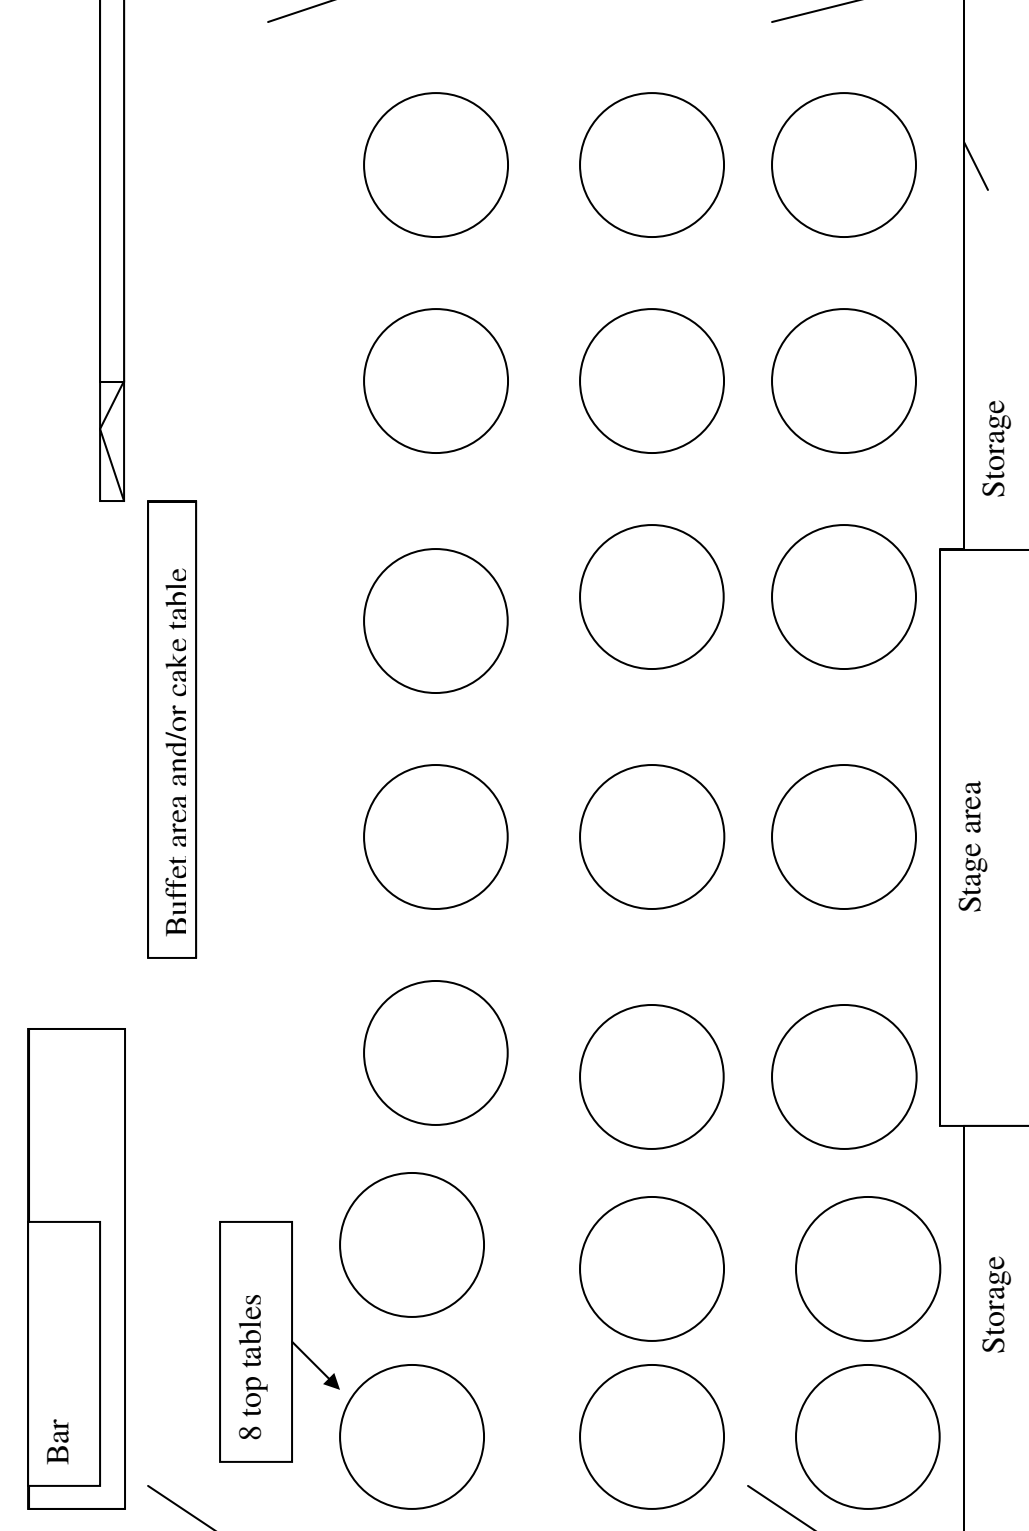 Bar
8 top tables
Buffet area and/or cake table
Stage area
Storage
Storage